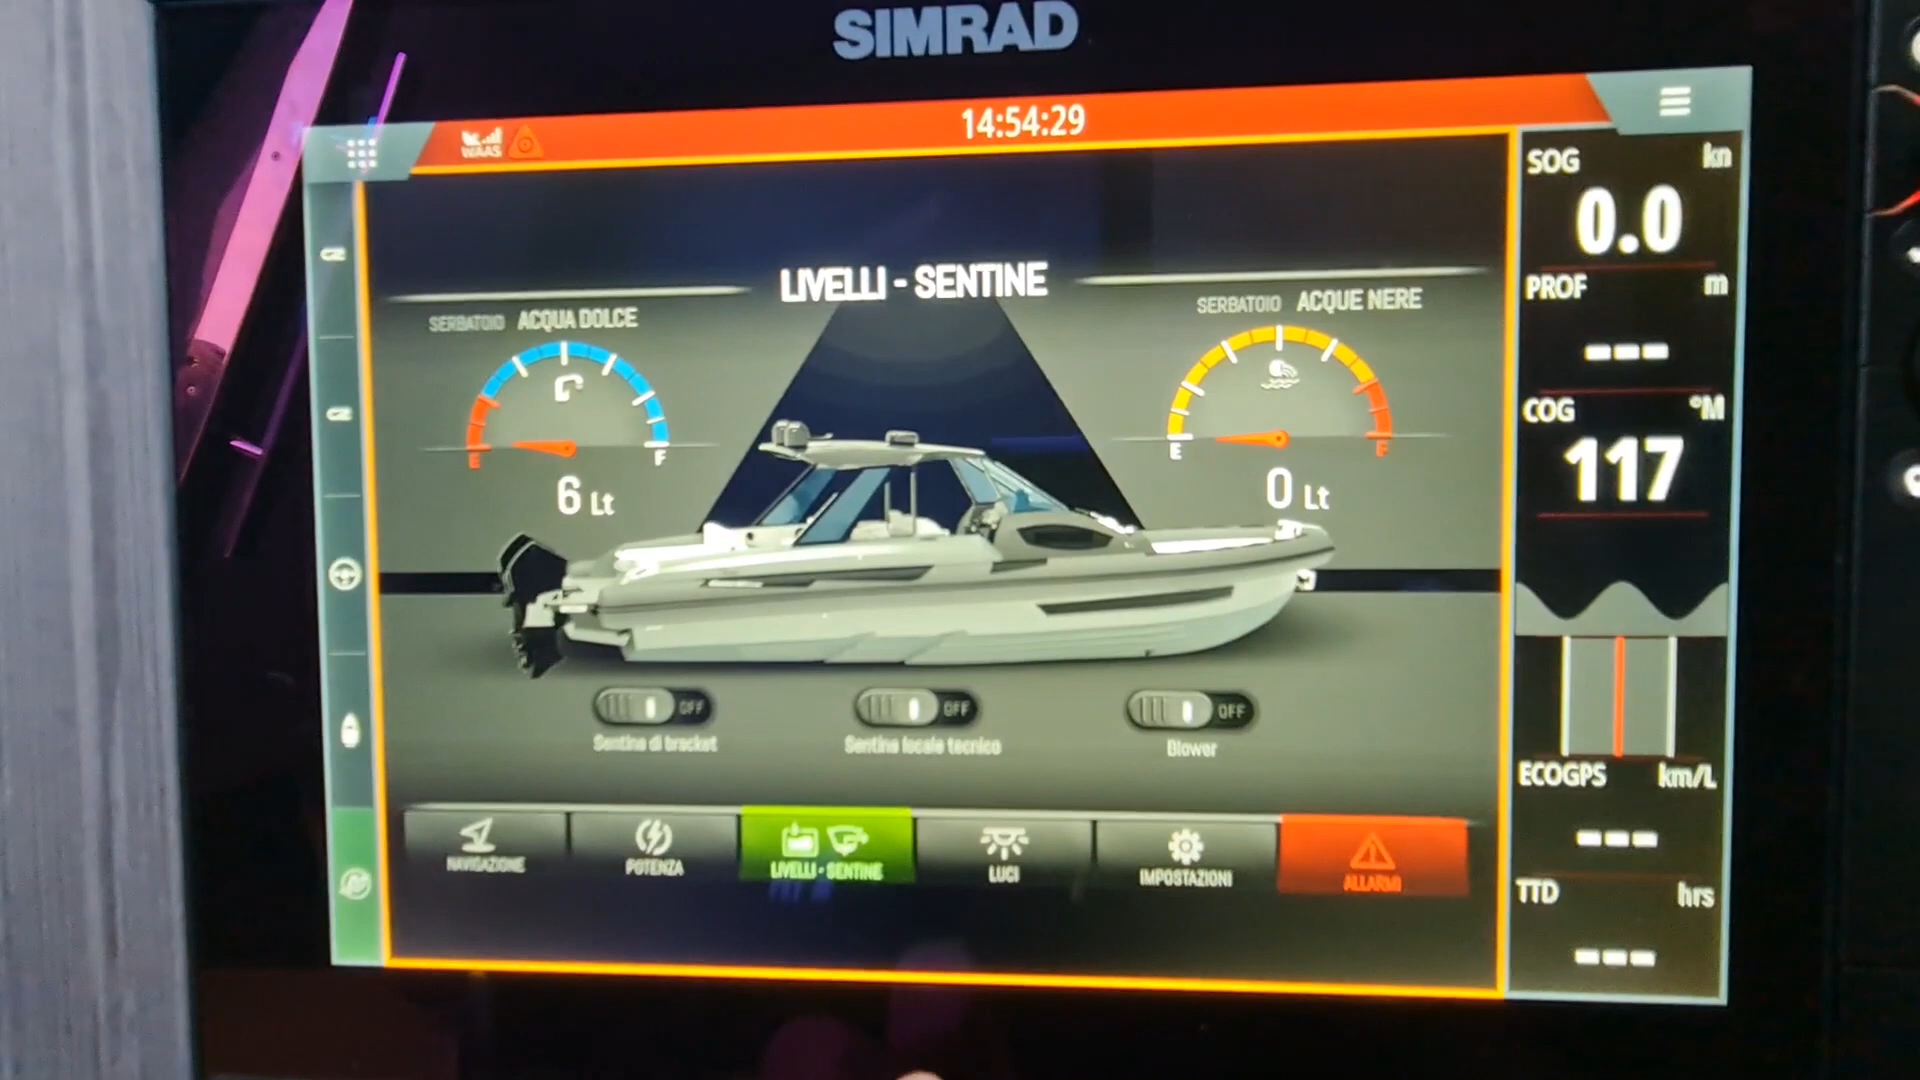 SIMRAD
14:54:29
WAAS
LIVELLI - SENTINE
SERBATOIO ACQUA DOLCE
E F
6 Lt
SERBATOIO ACQUE NERE
E F
0 Lt
OFF
OFF
OFF
Sentina di bracket
Sentina locale tecnico
Blower
NAVIGAZIONE
POTENZA
LIVELLI - SENTINE
LUCI
IMPOSTAZIONI
ALLARMI
SOG kn
0.0
PROF m
---
COG °M
117
ECOGPS km/L
---
TTD hrs
---